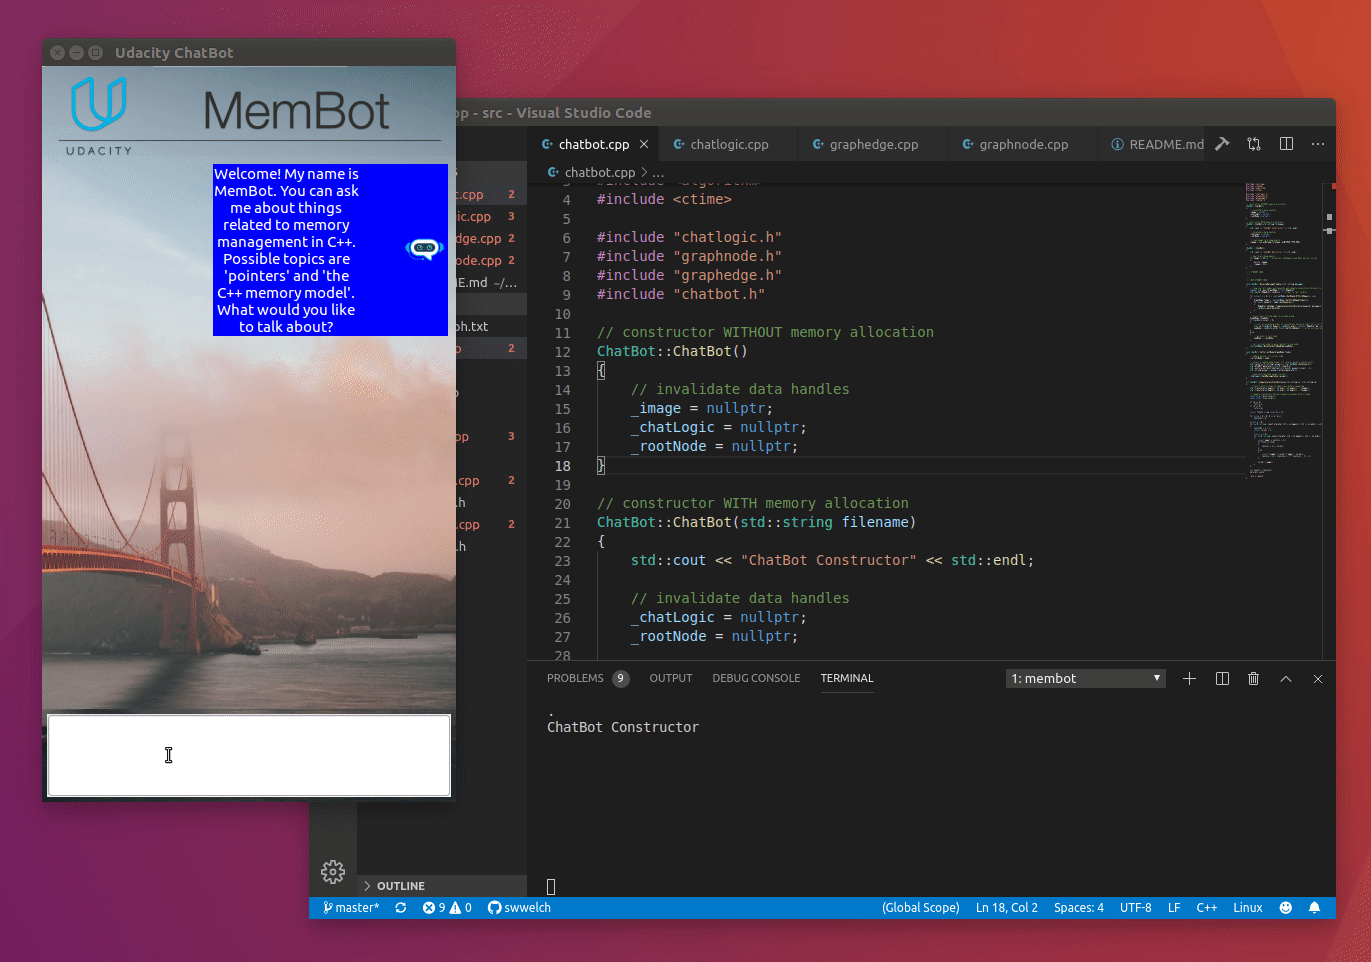 Udacity ChatBot
MemBot
UDACITY
Welcome! My name is
MemBot. You can ask
me about things
related to memory
management in C++.
Possible topics are
'pointers' and 'the
C++ memory model'.
What would you like
to talk about?
pp - src - Visual Studio Code
chatbot.cpp
chatlogic.cpp
graphedge.cpp
graphnode.cpp
README.md
chatbot.cpp > ...
t.cpp 2
ic.cpp 3
dge.cpp 2
ode.cpp 2
E.md ~/...
ph.txt
2
pp 3
.cpp 2
.h
.cpp 2
.h
OUTLINE
3 #include <algorithm>
4 #include <ctime>
5
6 #include "chatlogic.h"
7 #include "graphnode.h"
8 #include "graphedge.h"
9 #include "chatbot.h"
10
11 // constructor WITHOUT memory allocation
12 ChatBot::ChatBot()
13 {
14 // invalidate data handles
15 _image = nullptr;
16 _chatLogic = nullptr;
17 _rootNode = nullptr;
18 }
19
20 // constructor WITH memory allocation
21 ChatBot::ChatBot(std::string filename)
22 {
23 std::cout << "ChatBot Constructor" << std::endl;
24
25 // invalidate data handles
26 _chatLogic = nullptr;
27 _rootNode = nullptr;
28
PROBLEMS 9 OUTPUT DEBUG CONSOLE TERMINAL 1: membot
.
ChatBot Constructor
master* 9 0 swwelch (Global Scope) Ln 18, Col 2 Spaces: 4 UTF-8 LF C++ Linux